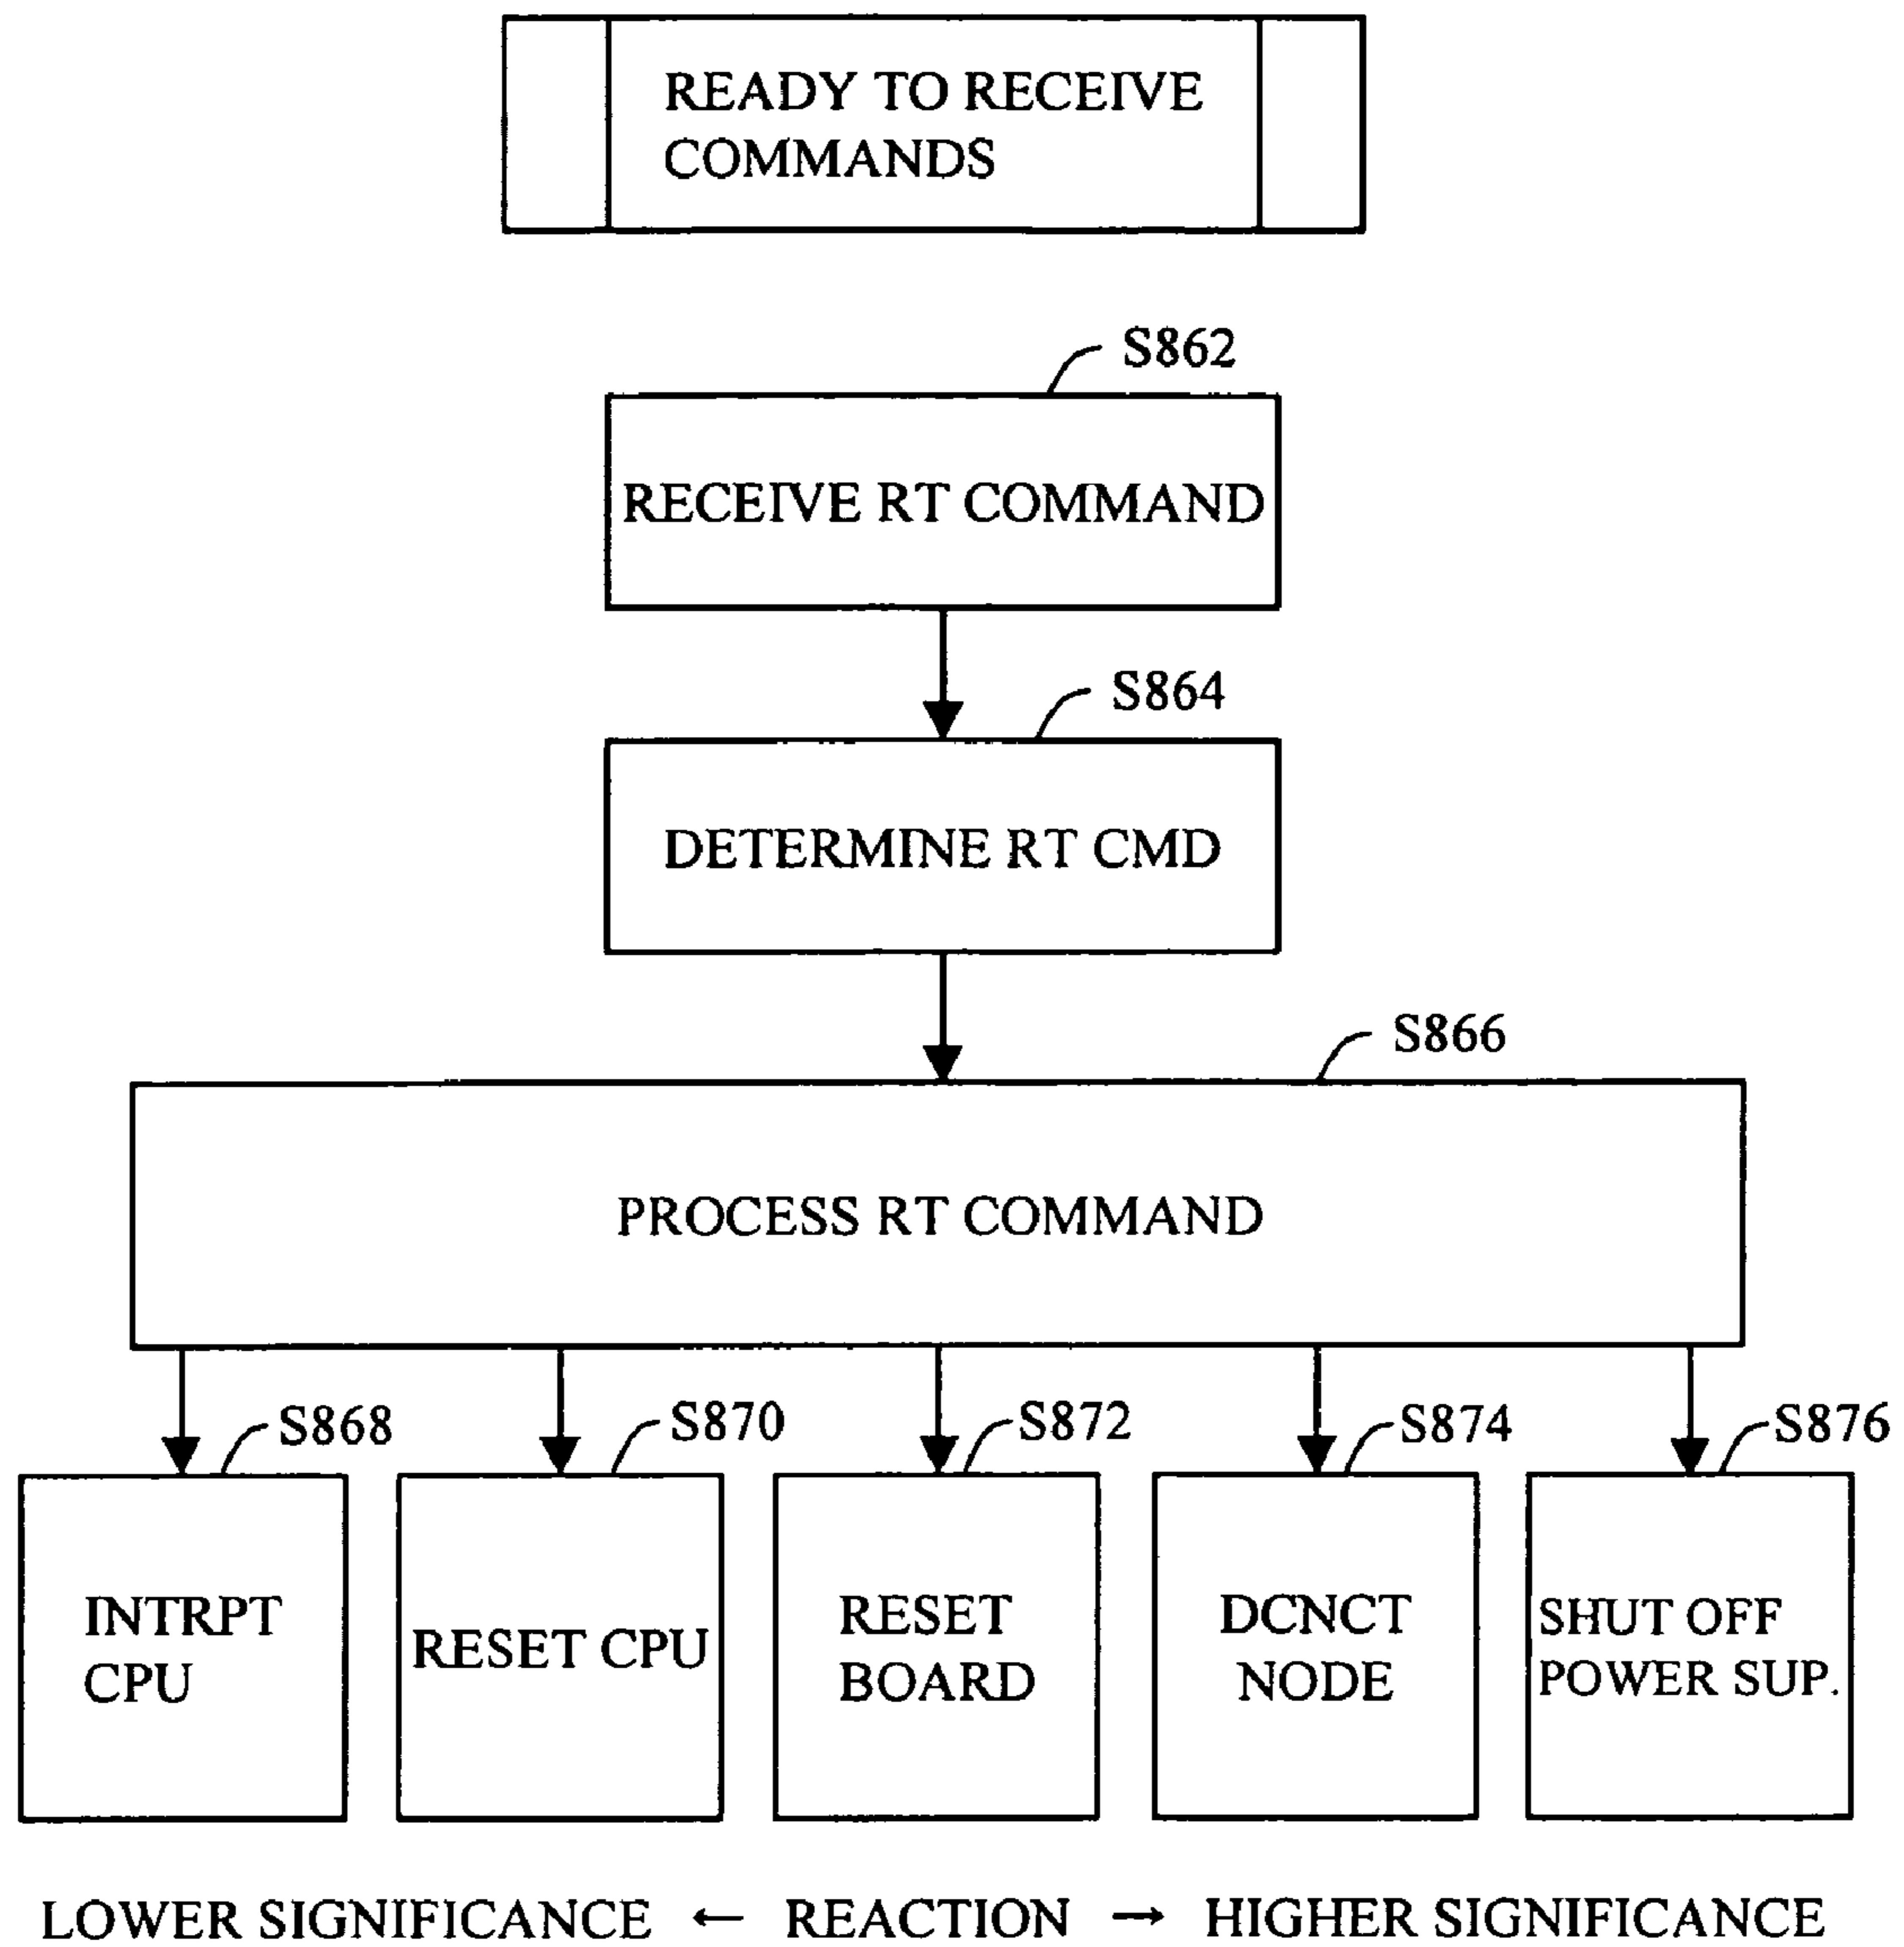 READY TO RECEIVE
COMMANDS
S862
RECEIVE RT COMMAND
S864
DETERMINE RT CMD
S866
PROCESS RT COMMAND
S868
S870
S872
S874
S876
INTRPT
CPU
RESET CPU
RESET
BOARD
DCNCT
NODE
SHUT OFF
POWER SUP.
LOWER SIGNIFICANCE ← REACTION → HIGHER SIGNIFICANCE